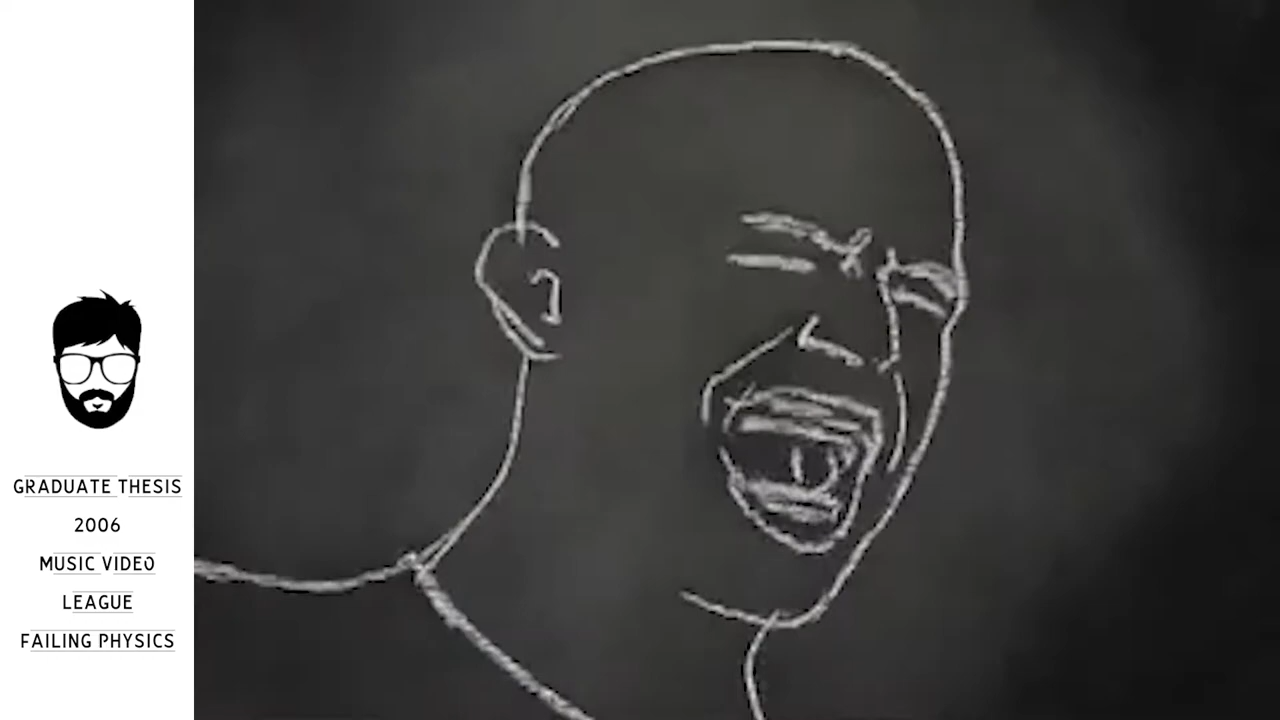 GRADUATE THESIS
2006
MUSIC VIDEO
LEAGUE
FAILING PHYSICS